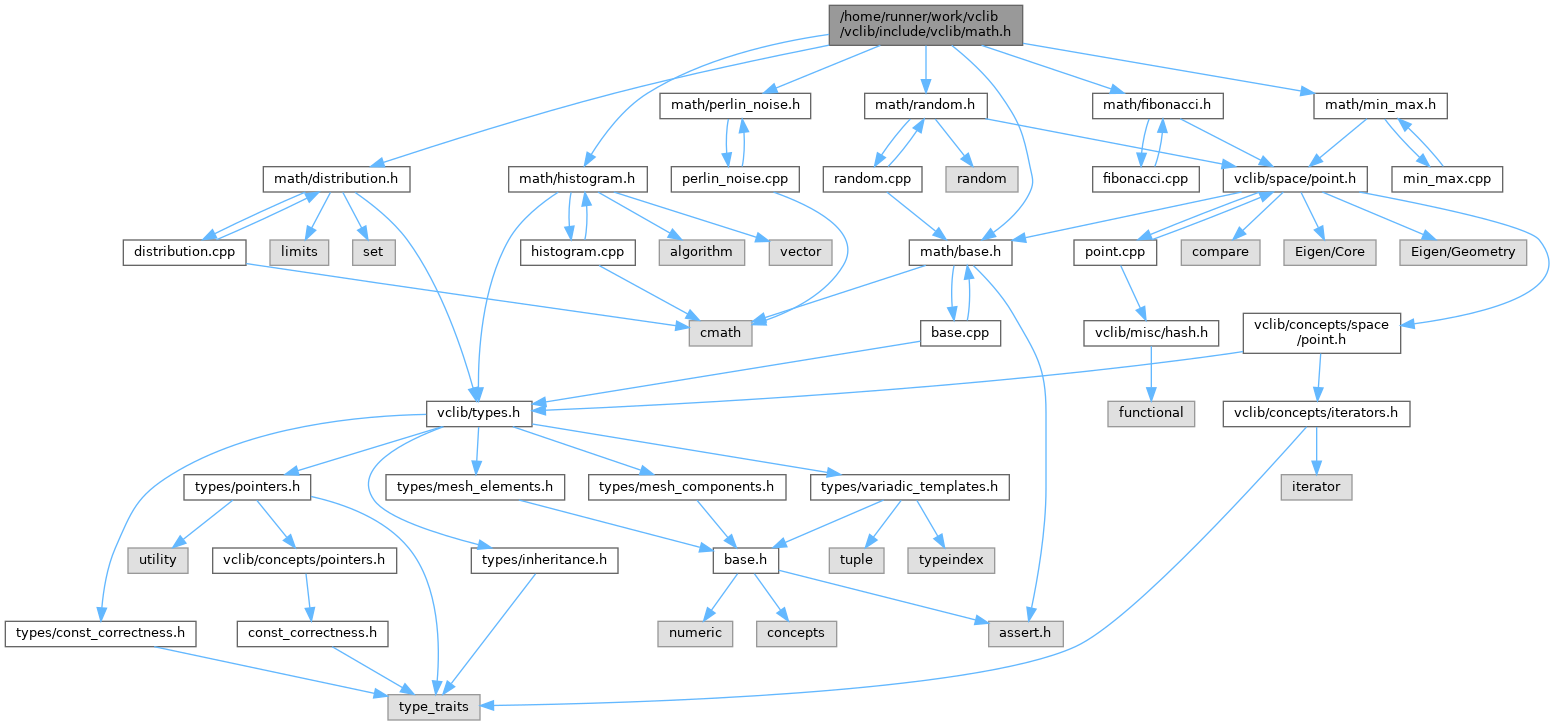 /home/runner/work/vclib
/vclib/include/vclib/math.h
math/perlin_noise.h
math/random.h
math/fibonacci.h
math/min_max.h
math/distribution.h
math/histogram.h
perlin_noise.cpp
random.cpp
random
fibonacci.cpp
vclib/space/point.h
min_max.cpp
distribution.cpp
limits
set
histogram.cpp
algorithm
vector
math/base.h
point.cpp
compare
Eigen/Core
Eigen/Geometry
cmath
base.cpp
vclib/misc/hash.h
vclib/concepts/space
/point.h
vclib/types.h
functional
vclib/concepts/iterators.h
types/pointers.h
types/mesh_elements.h
types/mesh_components.h
types/variadic_templates.h
iterator
utility
vclib/concepts/pointers.h
types/inheritance.h
base.h
tuple
typeindex
types/const_correctness.h
const_correctness.h
numeric
concepts
assert.h
type_traits